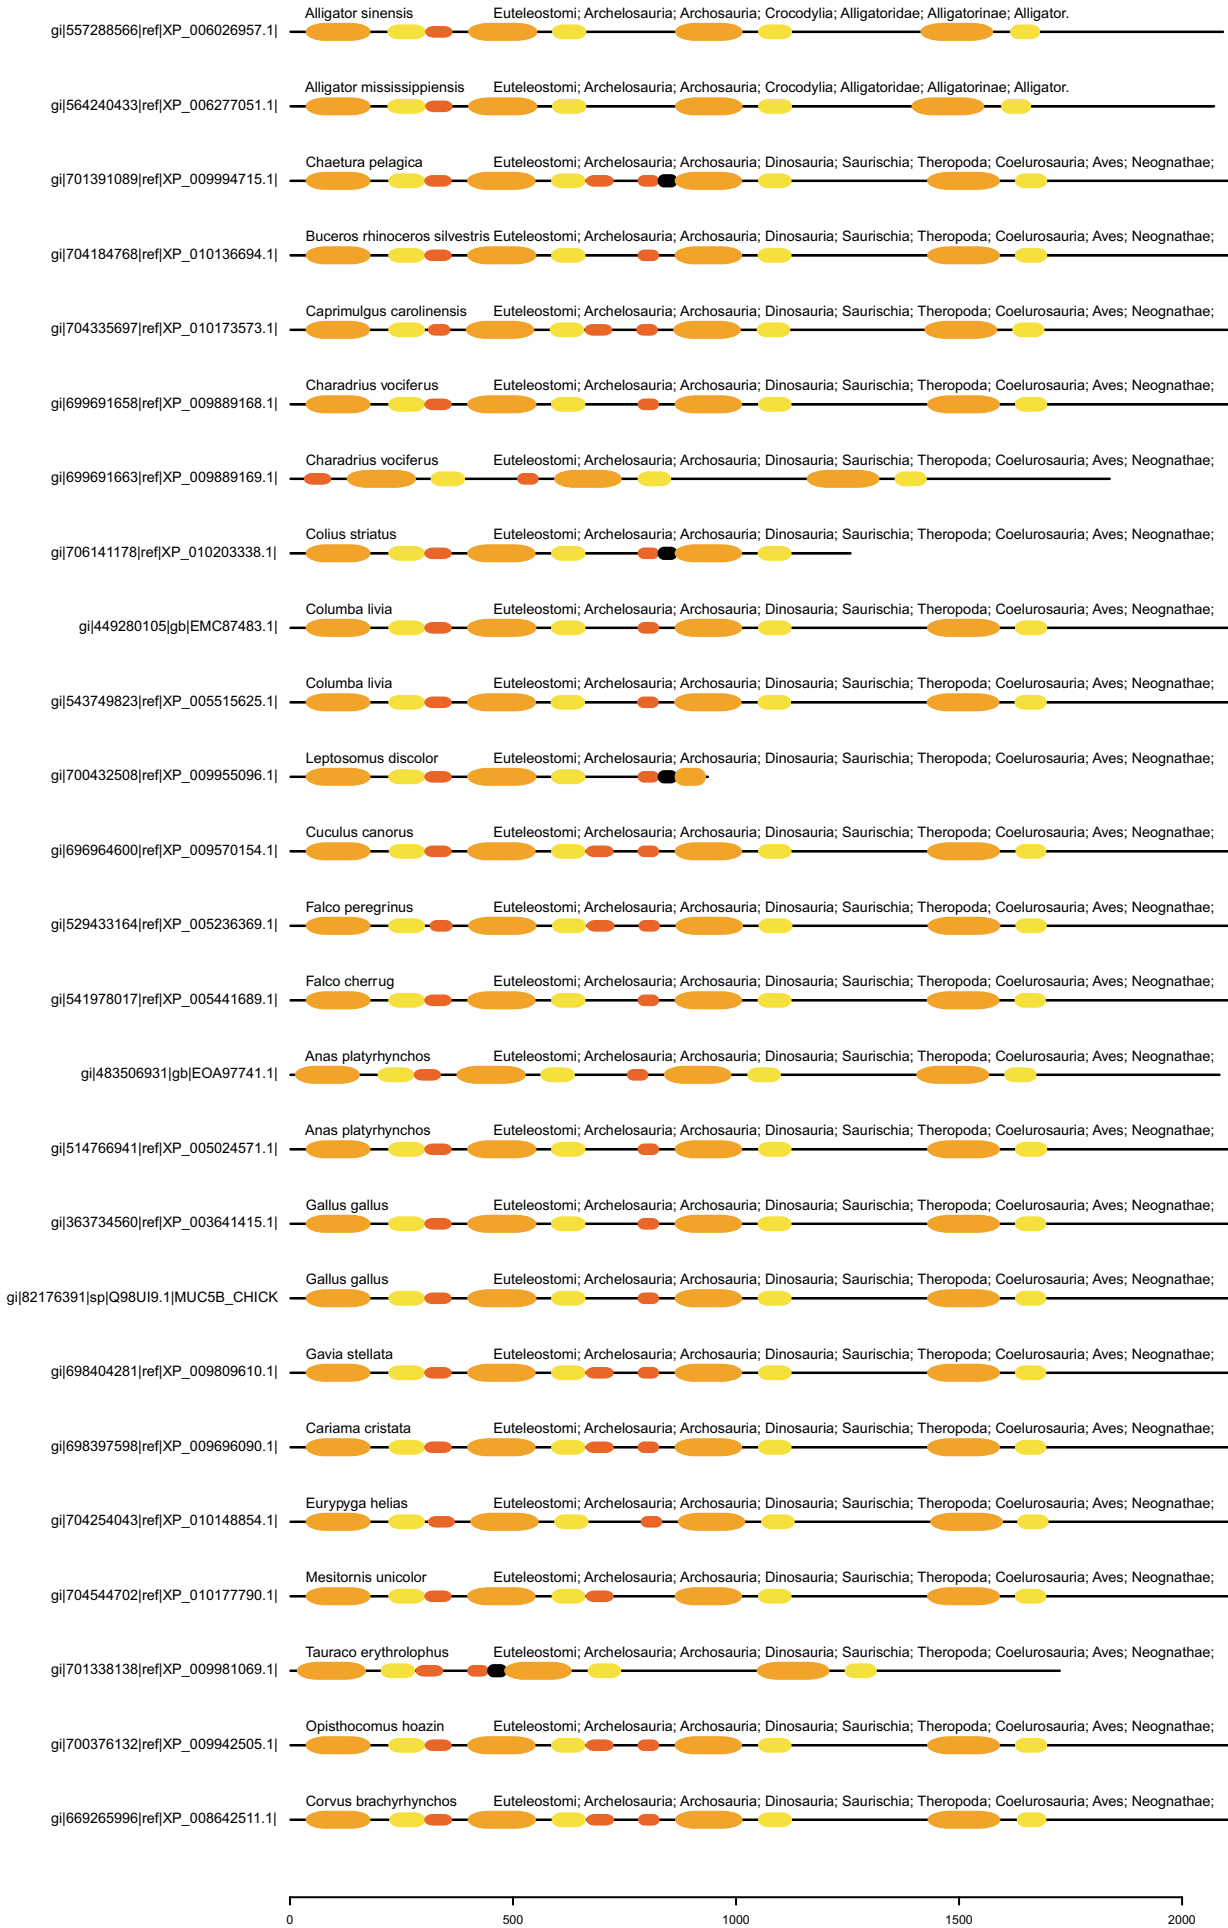 Alligator sinensis Euteleostomi; Archelosauria; Archosauria; Crocodylia; Alligatoridae; Alligatorinae; Alligator.
gi|557288566|ref|XP_006026957.1|
Alligator mississippiensis Euteleostomi; Archelosauria; Archosauria; Crocodylia; Alligatoridae; Alligatorinae; Alligator.
gi|564240433|ref|XP_006277051.1|
Chaetura pelagica Euteleostomi; Archelosauria; Archosauria; Dinosauria; Saurischia; Theropoda; Coelurosauria; Aves; Neognathae;
gi|701391089|ref|XP_009994715.1|
Buceros rhinoceros silvestris Euteleostomi; Archelosauria; Archosauria; Dinosauria; Saurischia; Theropoda; Coelurosauria; Aves; Neognathae;
gi|704184768|ref|XP_010136694.1|
Caprimulgus carolinensis Euteleostomi; Archelosauria; Archosauria; Dinosauria; Saurischia; Theropoda; Coelurosauria; Aves; Neognathae;
gi|704335697|ref|XP_010173573.1|
Charadrius vociferus Euteleostomi; Archelosauria; Archosauria; Dinosauria; Saurischia; Theropoda; Coelurosauria; Aves; Neognathae;
gi|699691658|ref|XP_009889168.1|
Charadrius vociferus Euteleostomi; Archelosauria; Archosauria; Dinosauria; Saurischia; Theropoda; Coelurosauria; Aves; Neognathae;
gi|699691663|ref|XP_009889169.1|
Colius striatus Euteleostomi; Archelosauria; Archosauria; Dinosauria; Saurischia; Theropoda; Coelurosauria; Aves; Neognathae;
gi|706141178|ref|XP_010203338.1|
Columba livia Euteleostomi; Archelosauria; Archosauria; Dinosauria; Saurischia; Theropoda; Coelurosauria; Aves; Neognathae;
gi|449280105|gb|EMC87483.1|
Columba livia Euteleostomi; Archelosauria; Archosauria; Dinosauria; Saurischia; Theropoda; Coelurosauria; Aves; Neognathae;
gi|543749823|ref|XP_005515625.1|
Leptosomus discolor Euteleostomi; Archelosauria; Archosauria; Dinosauria; Saurischia; Theropoda; Coelurosauria; Aves; Neognathae;
gi|700432508|ref|XP_009955096.1|
Cuculus canorus Euteleostomi; Archelosauria; Archosauria; Dinosauria; Saurischia; Theropoda; Coelurosauria; Aves; Neognathae;
gi|696964600|ref|XP_009570154.1|
Falco peregrinus Euteleostomi; Archelosauria; Archosauria; Dinosauria; Saurischia; Theropoda; Coelurosauria; Aves; Neognathae;
gi|529433164|ref|XP_005236369.1|
Falco cherrug Euteleostomi; Archelosauria; Archosauria; Dinosauria; Saurischia; Theropoda; Coelurosauria; Aves; Neognathae;
gi|541978017|ref|XP_005441689.1|
Anas platyrhynchos Euteleostomi; Archelosauria; Archosauria; Dinosauria; Saurischia; Theropoda; Coelurosauria; Aves; Neognathae;
gi|483506931|gb|EOA97741.1|
Anas platyrhynchos Euteleostomi; Archelosauria; Archosauria; Dinosauria; Saurischia; Theropoda; Coelurosauria; Aves; Neognathae;
gi|514766941|ref|XP_005024571.1|
Gallus gallus Euteleostomi; Archelosauria; Archosauria; Dinosauria; Saurischia; Theropoda; Coelurosauria; Aves; Neognathae;
gi|363734560|ref|XP_003641415.1|
Gallus gallus Euteleostomi; Archelosauria; Archosauria; Dinosauria; Saurischia; Theropoda; Coelurosauria; Aves; Neognathae;
gi|82176391|sp|Q98UI9.1|MUC5B_CHICK
Gavia stellata Euteleostomi; Archelosauria; Archosauria; Dinosauria; Saurischia; Theropoda; Coelurosauria; Aves; Neognathae;
gi|698404281|ref|XP_009809610.1|
Cariama cristata Euteleostomi; Archelosauria; Archosauria; Dinosauria; Saurischia; Theropoda; Coelurosauria; Aves; Neognathae;
gi|698397598|ref|XP_009696090.1|
Eurypyga helias Euteleostomi; Archelosauria; Archosauria; Dinosauria; Saurischia; Theropoda; Coelurosauria; Aves; Neognathae;
gi|704254043|ref|XP_010148854.1|
Mesitornis unicolor Euteleostomi; Archelosauria; Archosauria; Dinosauria; Saurischia; Theropoda; Coelurosauria; Aves; Neognathae;
gi|704544702|ref|XP_010177790.1|
Tauraco erythrolophus Euteleostomi; Archelosauria; Archosauria; Dinosauria; Saurischia; Theropoda; Coelurosauria; Aves; Neognathae;
gi|701338138|ref|XP_009981069.1|
Opisthocomus hoazin Euteleostomi; Archelosauria; Archosauria; Dinosauria; Saurischia; Theropoda; Coelurosauria; Aves; Neognathae;
gi|700376132|ref|XP_009942505.1|
Corvus brachyrhynchos Euteleostomi; Archelosauria; Archosauria; Dinosauria; Saurischia; Theropoda; Coelurosauria; Aves; Neognathae;
gi|669265996|ref|XP_008642511.1|
0 500 1000 1500 2000